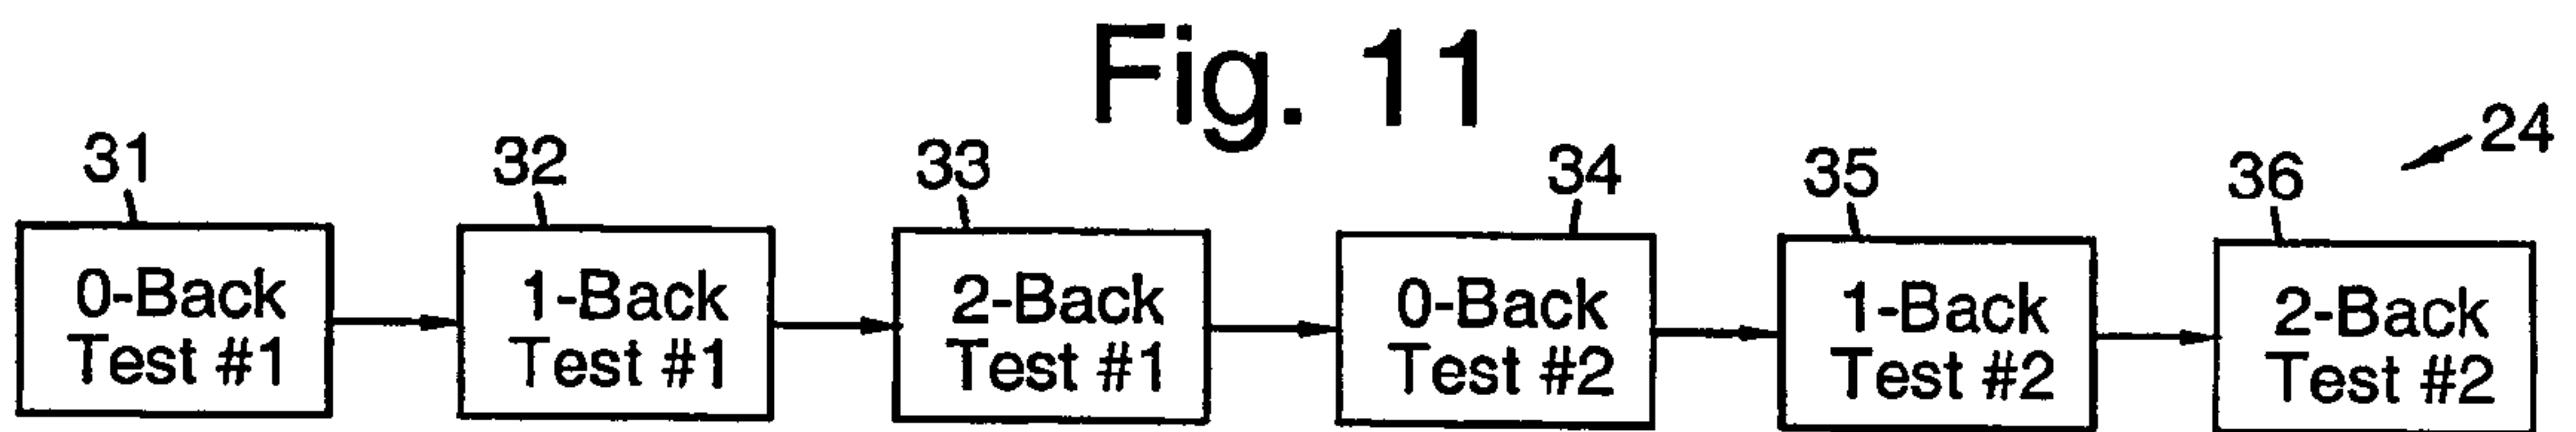 Fig. 11
31 32 33 34 35 36 24
0-Back 1-Back 2-Back 0-Back 1-Back 2-Back
Test #1 Test #1 Test #1 Test #2 Test #2 Test #2